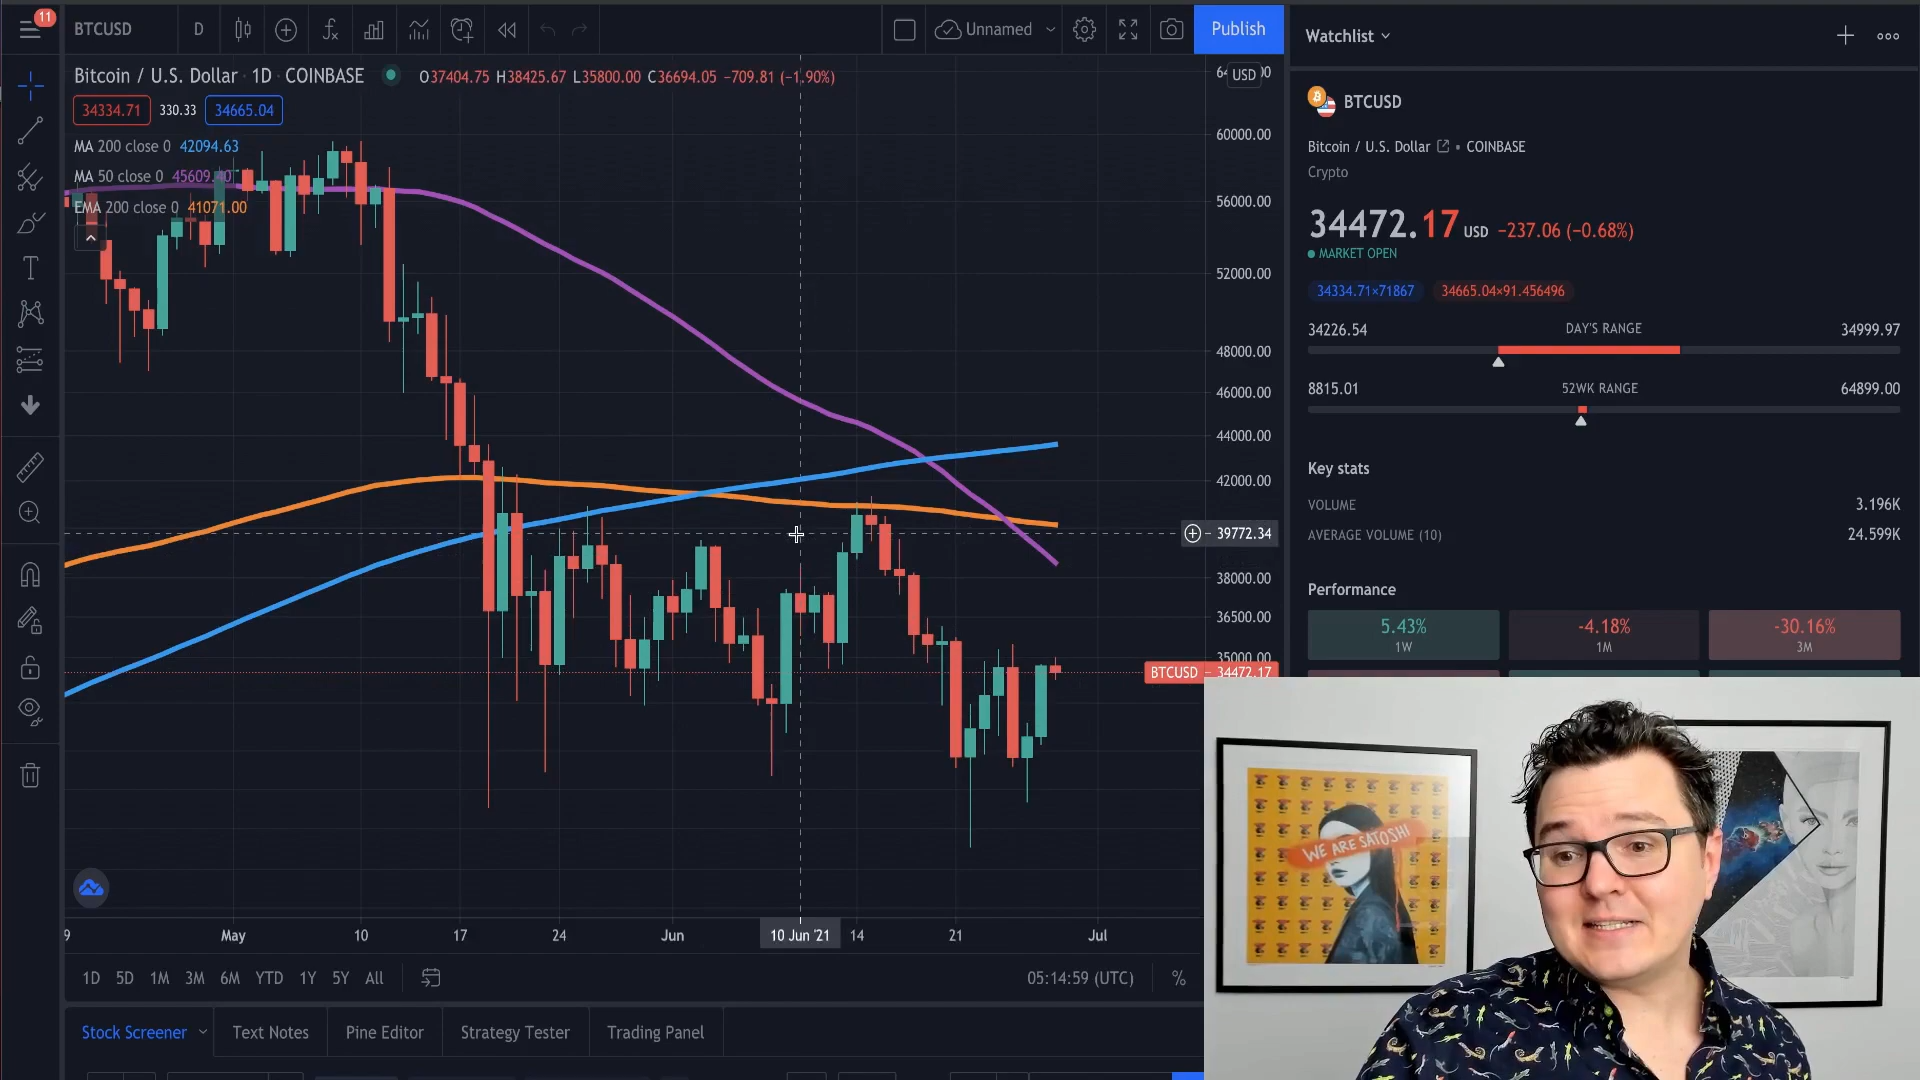 11
BTCUSD
D
Unnamed
Publish
Watchlist
Bitcoin / U.S. Dollar · 1D · COINBASE
O37404.75 H38425.67 L35800.00 C36694.05 −709.81 (−1.90%)
USD
34334.71
330.33
34665.04
MA 200 close 0 42094.63
MA 50 close 0 45609.40
EMA 200 close 0 41071.00
60000.00
56000.00
52000.00
48000.00
46000.00
44000.00
42000.00
39772.34
38000.00
36500.00
35000.00
BTCUSD
34472.17
BTCUSD
Bitcoin / U.S. Dollar • COINBASE
Crypto
34472.17 USD −237.06 (−0.68%)
MARKET OPEN
34334.71×71867
34665.04×91.456496
34226.54 DAY'S RANGE 34999.97
8815.01 52WK RANGE 64899.00
Key stats
VOLUME 3.196K
AVERAGE VOLUME (10) 24.599K
Performance
5.43%
1W
-4.18%
1M
-30.16%
3M
9 May 10 17 24 Jun 10 Jun '21 14 21 Jul
1D 5D 1M 3M 6M YTD 1Y 5Y All
05:14:59 (UTC)
%
Stock Screener
Text Notes
Pine Editor
Strategy Tester
Trading Panel
WE ARE SATOSHI